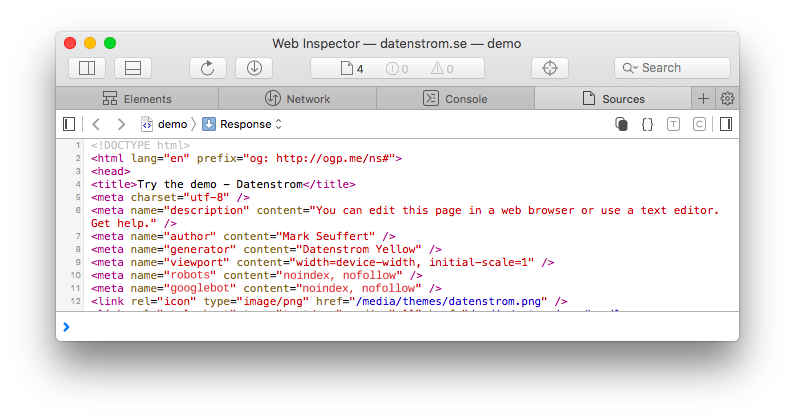 Web Inspector — datenstrom.se — demo
4 0 0 Search
Elements Network Console Sources
demo Response T C
1 <!DOCTYPE html>
2 <html lang="en" prefix="og: http://ogp.me/ns#">
3 <head>
4 <title>Try the demo - Datenstrom</title>
5 <meta charset="utf-8" />
6 <meta name="description" content="You can edit this page in a web browser or use a text editor.
Get help." />
7 <meta name="author" content="Mark Seuffert" />
8 <meta name="generator" content="Datenstrom Yellow" />
9 <meta name="viewport" content="width=device-width, initial-scale=1" />
10 <meta name="robots" content="noindex, nofollow" />
11 <meta name="googlebot" content="noindex, nofollow" />
12 <link rel="icon" type="image/png" href="/media/themes/datenstrom.png" />